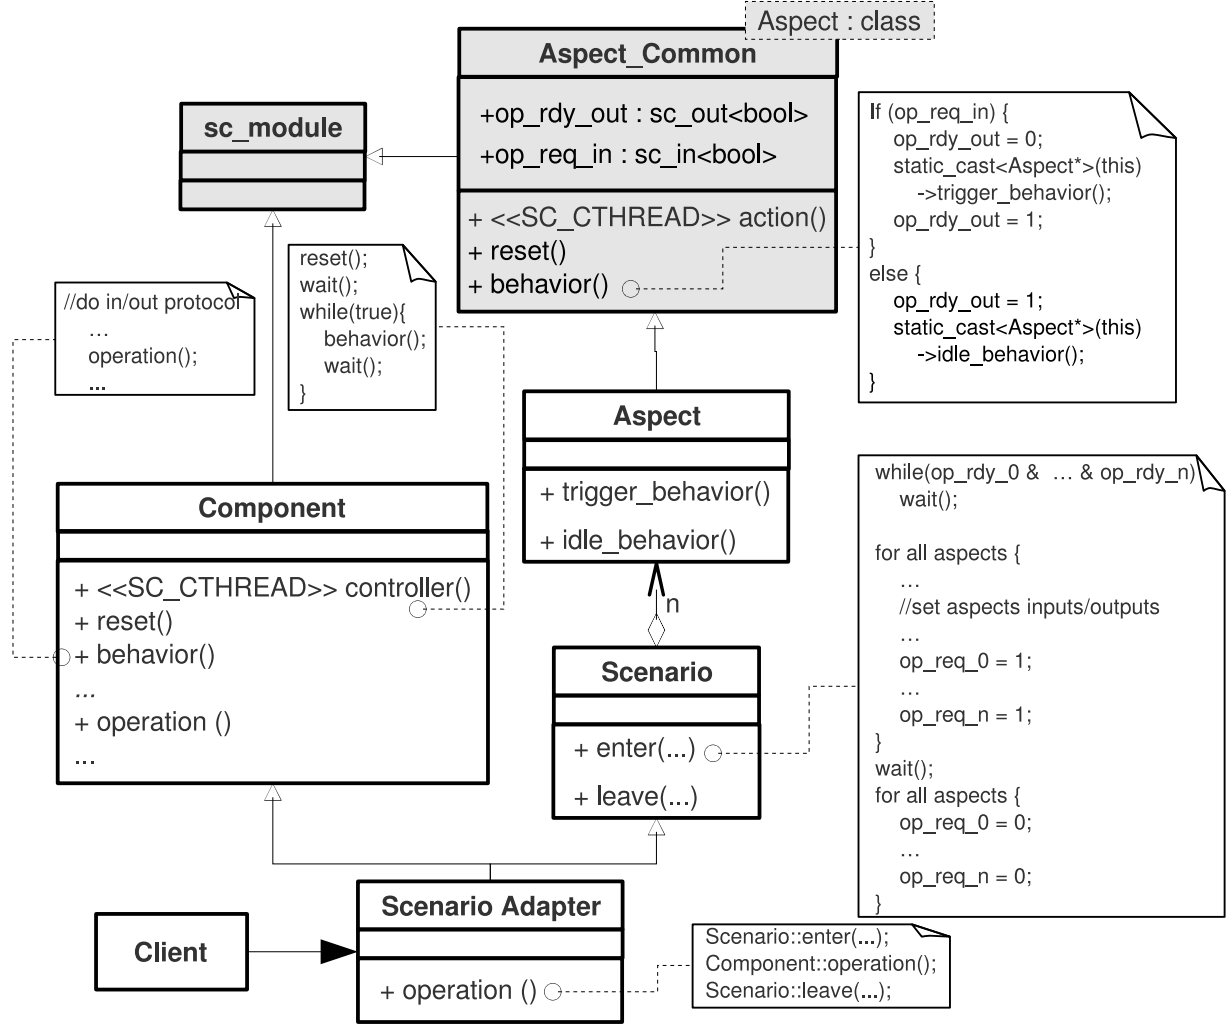 Aspect : class
Aspect_Common
+op_rdy_out : sc_out<bool>
+op_req_in : sc_in<bool>
+ <<SC_CTHREAD>> action()
+ reset()
+ behavior()
sc_module
If (op_req_in) {
op_rdy_out = 0;
static_cast<Aspect*>(this)
->trigger_behavior();
op_rdy_out = 1;
}
else {
op_rdy_out = 1;
static_cast<Aspect*>(this)
->idle_behavior();
}
reset();
wait();
while(true){
behavior();
wait();
}
//do in/out protocol
...
operation();
...
Aspect
+ trigger_behavior()
+ idle_behavior()
Component
+ <<SC_CTHREAD>> controller()
+ reset()
+ behavior()
...
+ operation ()
...
n
Scenario
+ enter(...)
+ leave(...)
while(op_rdy_0 & ... & op_rdy_n)
wait();
for all aspects {
...
//set aspects inputs/outputs
...
op_req_0 = 1;
...
op_req_n = 1;
}
wait();
for all aspects {
op_req_0 = 0;
...
op_req_n = 0;
}
Client
Scenario Adapter
+ operation ()
Scenario::enter(...);
Component::operation();
Scenario::leave(...);